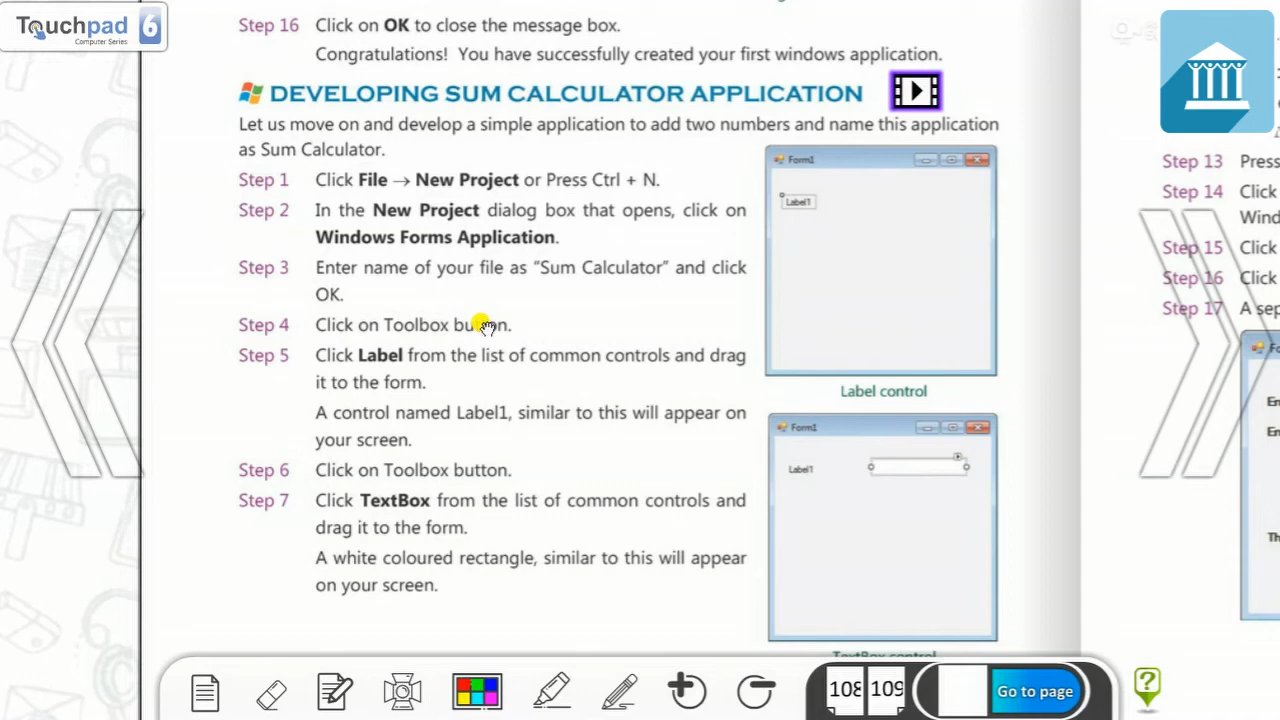 Touchpad 6
Computer Series
Step 16 Click on OK to close the message box.
Congratulations! You have successfully created your first windows application.
DEVELOPING SUM CALCULATOR APPLICATION
Let us move on and develop a simple application to add two numbers and name this application
as Sum Calculator.
Step 1 Click File → New Project or Press Ctrl + N.
Step 2 In the New Project dialog box that opens, click on
Windows Forms Application.
Step 3 Enter name of your file as "Sum Calculator" and click
OK.
Step 4 Click on Toolbox button.
Step 5 Click Label from the list of common controls and drag
it to the form.
A control named Label1, similar to this will appear on
your screen.
Step 6 Click on Toolbox button.
Step 7 Click TextBox from the list of common controls and
drag it to the form.
A white coloured rectangle, similar to this will appear
on your screen.
Form1
Label1
Label control
Form1
Label1
TextBox control
Step 13 Press
Step 14 Click
Wind
Step 15 Click
Step 16 Click
Step 17 A sep
Fo
En
En
Th
108 109 Go to page